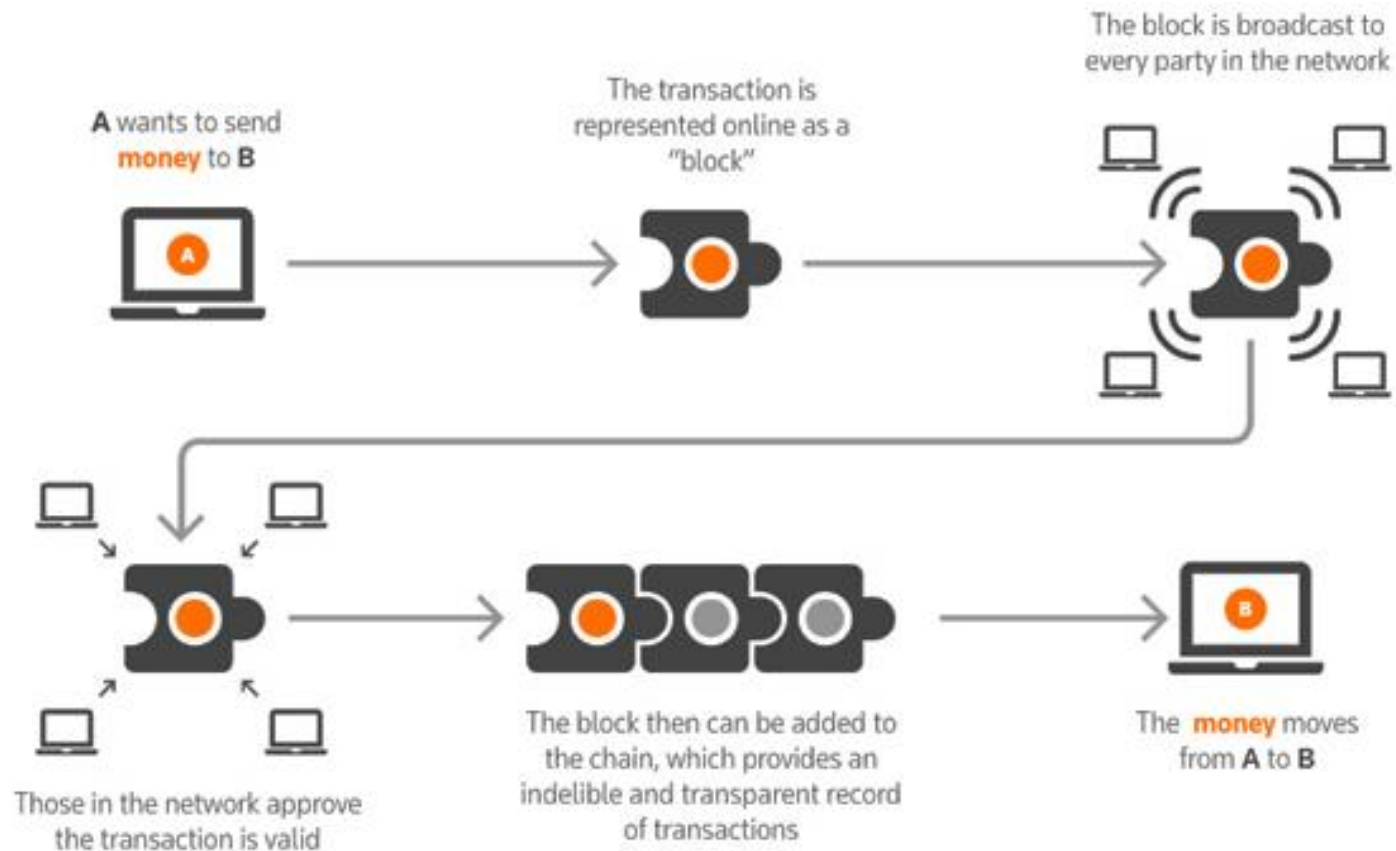 A wants to send
money to B
A
The transaction is
represented online as a
"block"
The block is broadcast to
every party in the network
Those in the network approve
the transaction is valid
The block then can be added to
the chain, which provides an
indelible and transparent record
of transactions
B
The money moves
from A to B